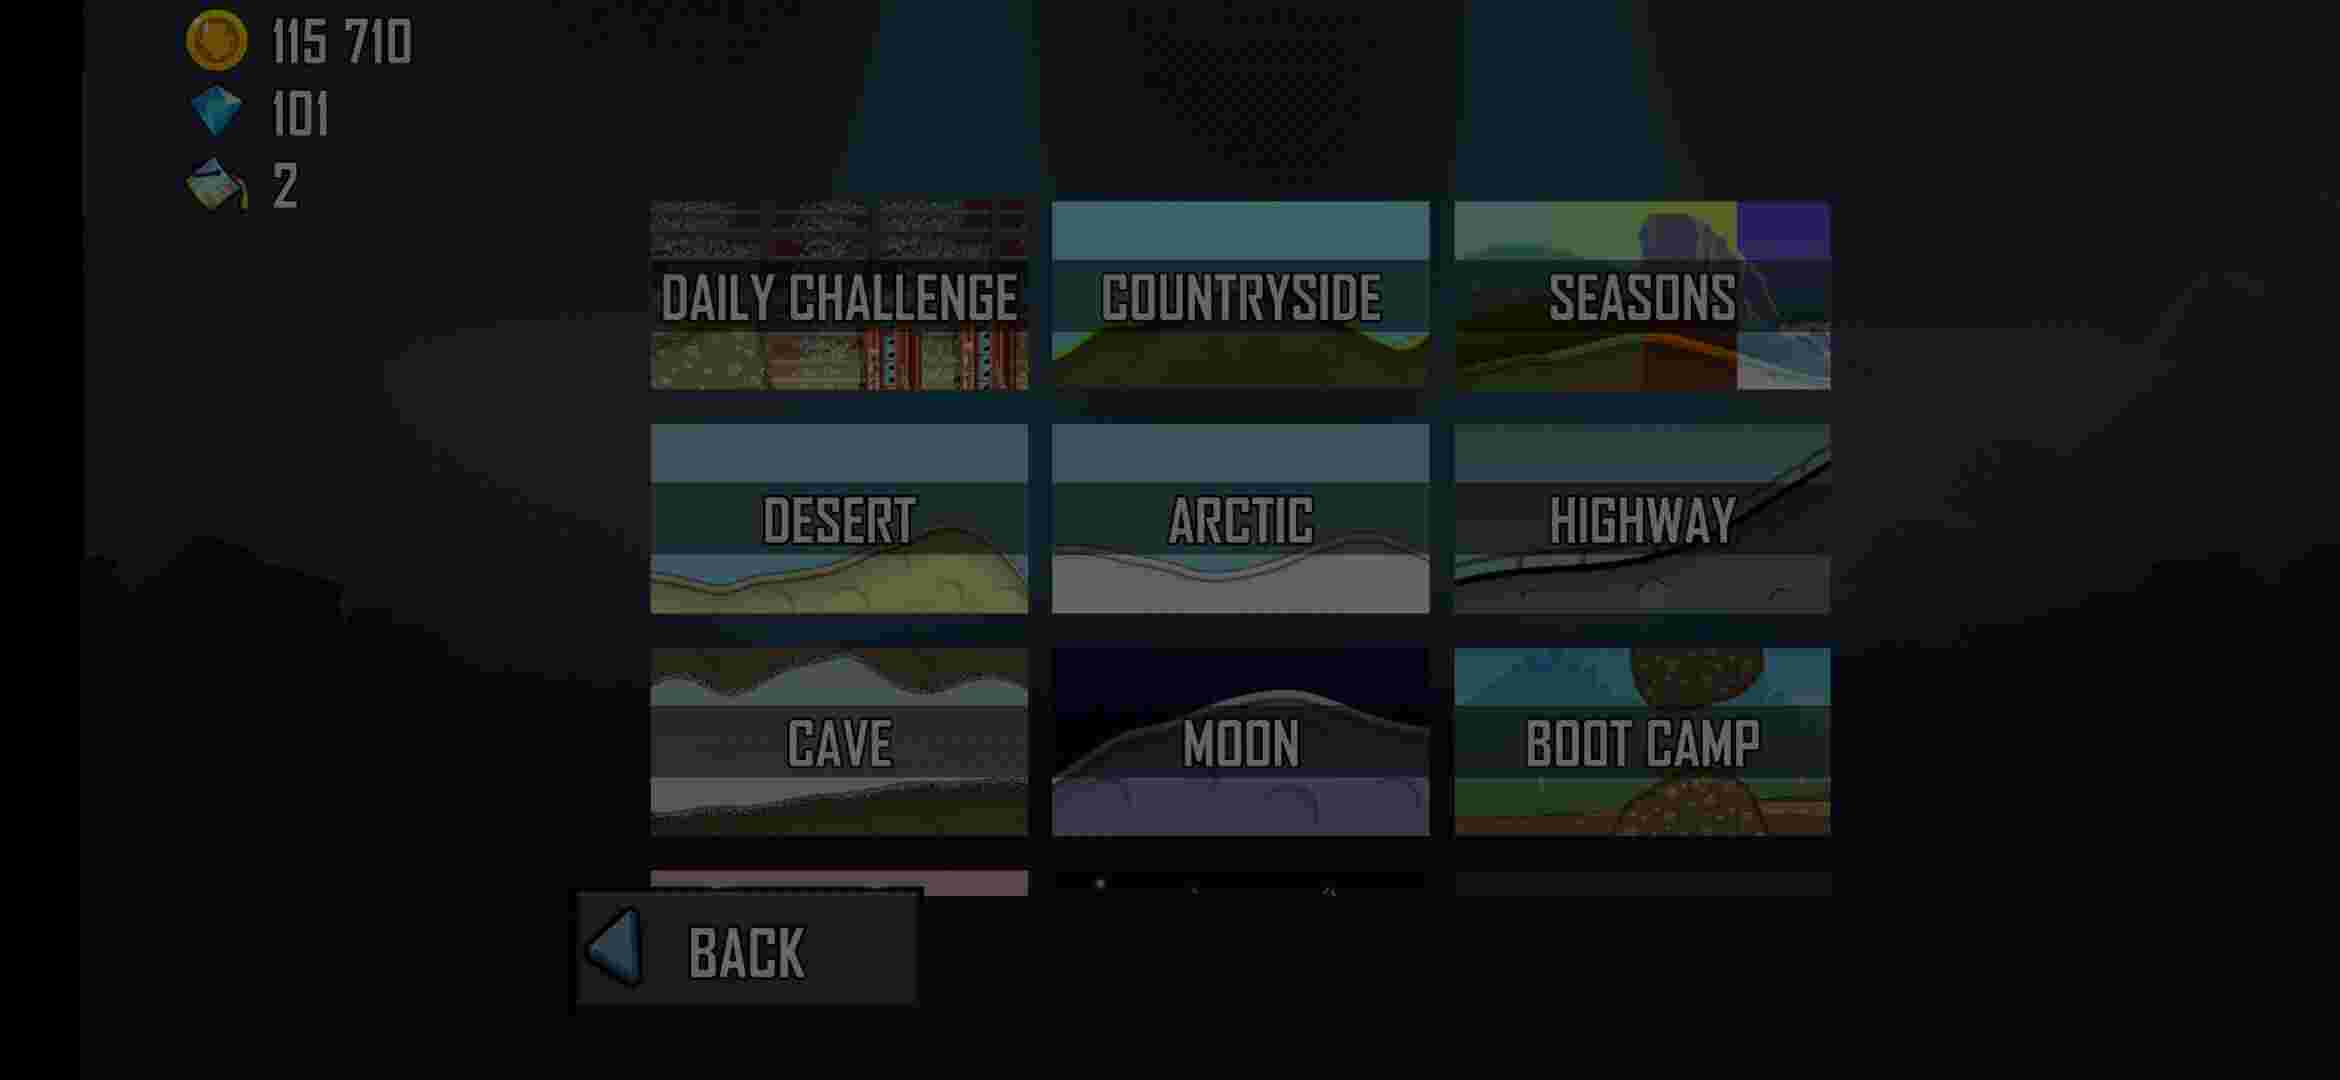 115 710
101
2
DAILY CHALLENGE
COUNTRYSIDE
SEASONS
DESERT
ARCTIC
HIGHWAY
CAVE
MOON
BOOT CAMP
BACK